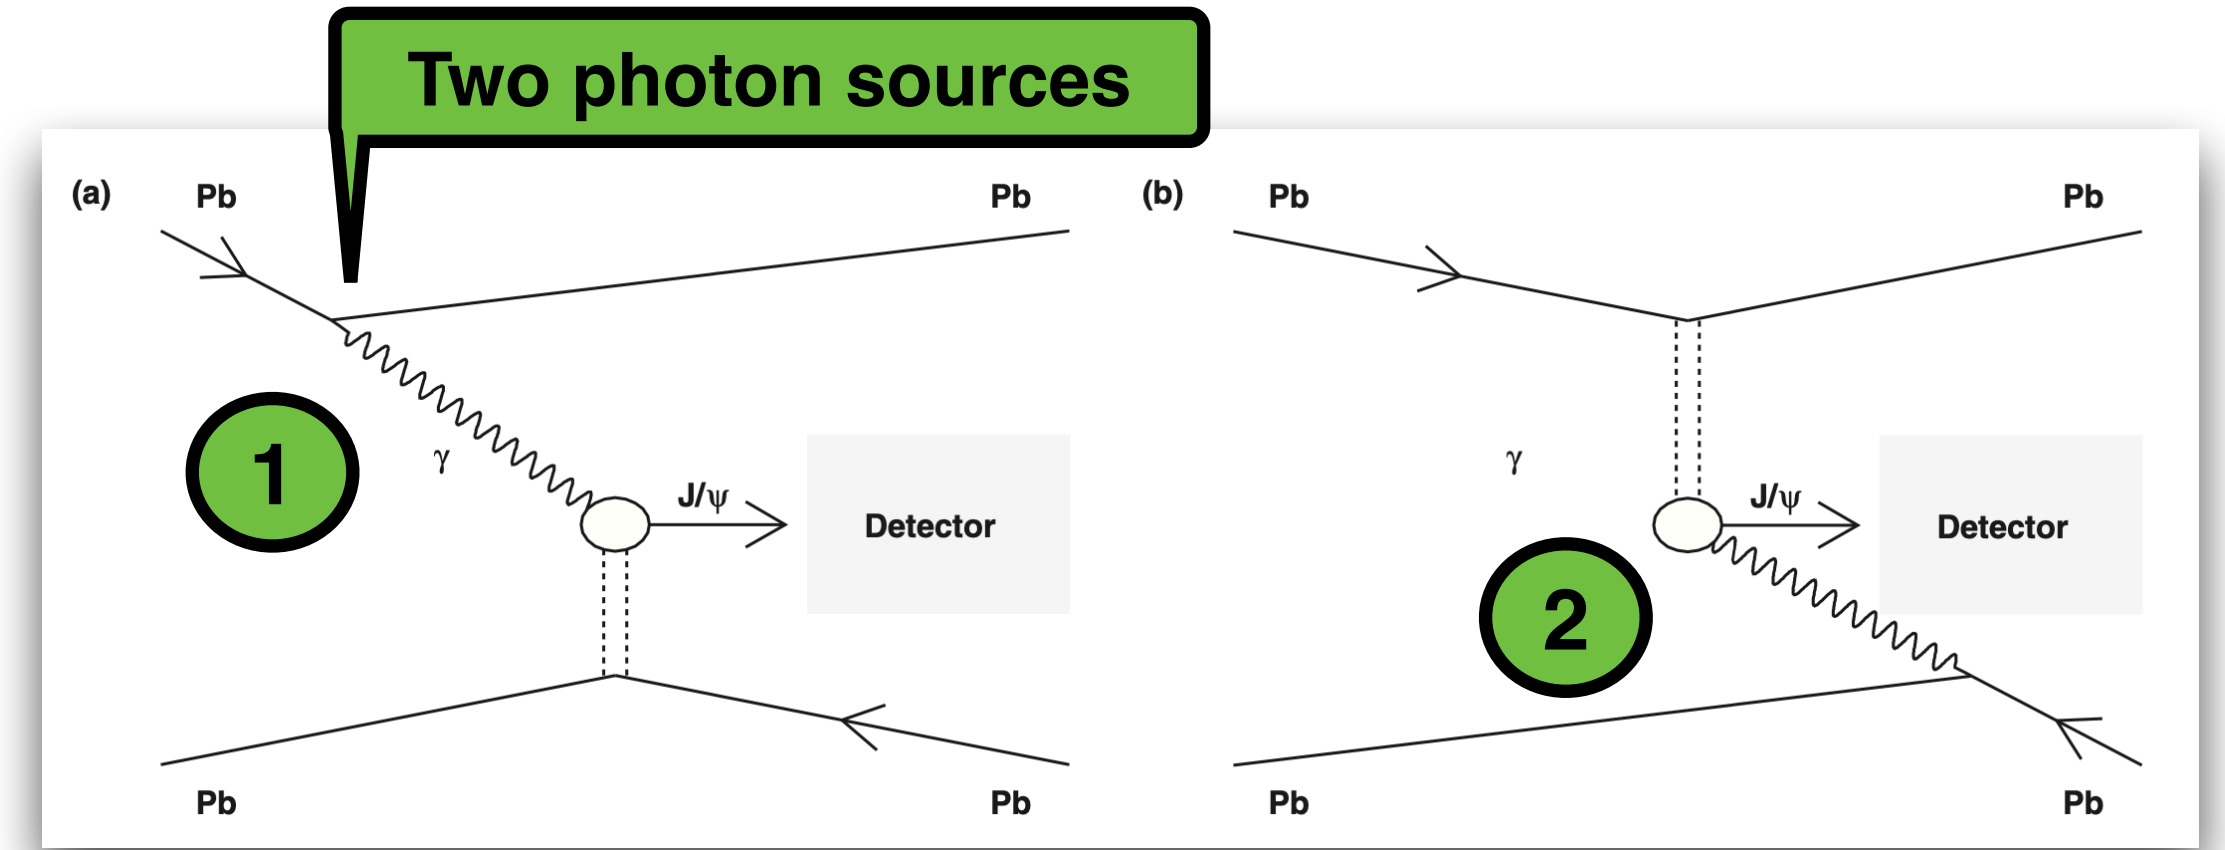 Two photon sources
(a)
Pb
Pb
1
γ
J/ψ
Detector
Pb
Pb
(b)
Pb
Pb
γ
J/ψ
Detector
2
Pb
Pb